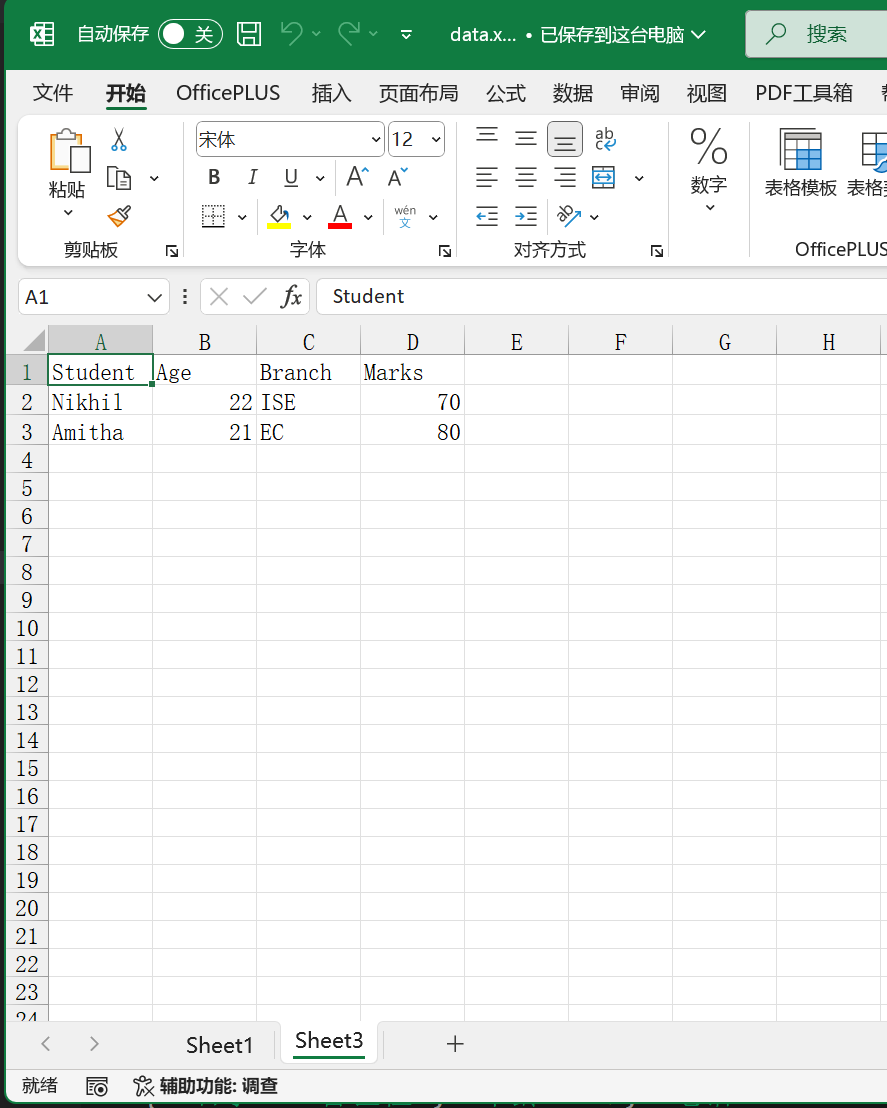 自动保存 关 data.x... • 已保存到这台电脑 搜索
文件 开始 OfficePLUS 插入 页面布局 公式 数据 审阅 视图 PDF工具箱
宋体 12
ab
c
B I U A A
粘贴 % 数字 表格模板
A wén
文
剪贴板 字体 对齐方式 OfficePLUS
A1 fx Student
A B C D E F G H
1 Student Age Branch Marks
2 Nikhil 22 ISE 70
3 Amitha 21 EC 80
4
5
6
7
8
9
10
11
12
13
14
15
16
17
18
19
20
21
22
23
24
Sheet1 Sheet3 +
就绪 辅助功能: 调查